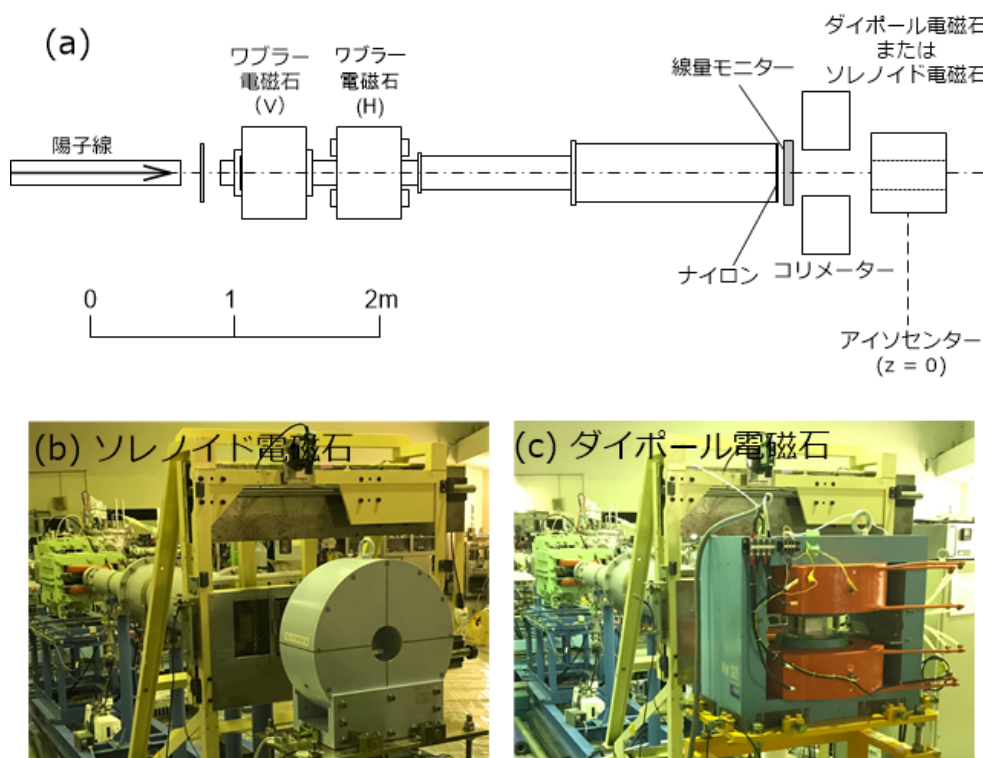 (a)
ワブラー
電磁石
(V)
ワブラー
電磁石
(H)
線量モニター
ダイポール電磁石
または
ソレノイド電磁石
陽子線
ナイロン
コリメーター
0 1 2m
アイソセンター
(z = 0)
(b) ソレノイド電磁石
(c) ダイポール電磁石